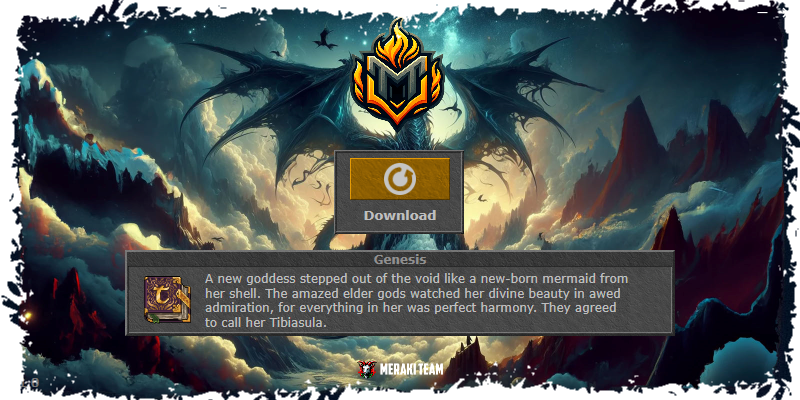 MT
Download
Genesis
A new goddess stepped out of the void like a new-born mermaid from
her shell. The amazed elder gods watched her divine beauty in awed
admiration, for everything in her was perfect harmony. They agreed
to call her Tibiasula.
MERAKI TEAM